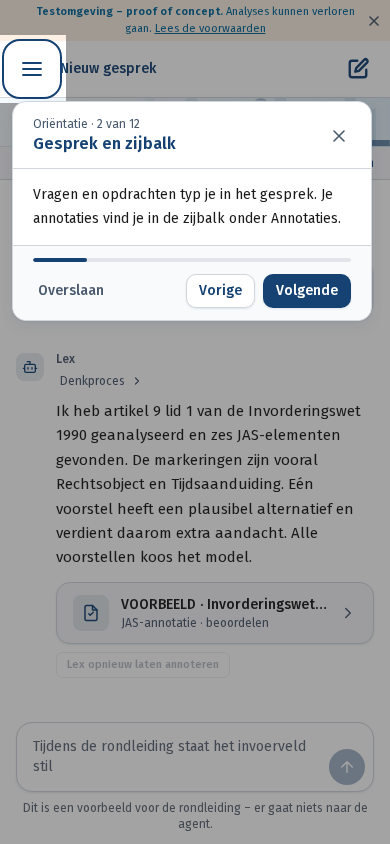 Testomgeving – proof of concept. Analyses kunnen verloren
gaan. Lees de voorwaarden
Nieuw gesprek
Oriëntatie · 2 van 12
Gesprek en zijbalk
Vragen en opdrachten typ je in het gesprek. Je
annotaties vind je in de zijbalk onder Annotaties.
Overslaan
Vorige
Volgende
Lex
Denkproces
Ik heb artikel 9 lid 1 van de Invorderingswet
1990 geanalyseerd en zes JAS-elementen
gevonden. De markeringen zijn vooral
Rechtsobject en Tijdsaanduiding. Eén
voorstel heeft een plausibel alternatief en
verdient daarom extra aandacht. Alle
voorstellen koos het model.
VOORBEELD · Invorderingswet...
JAS-annotatie · beoordelen
Lex opnieuw laten annoteren
Tijdens de rondleiding staat het invoerveld
stil
Dit is een voorbeeld voor de rondleiding – er gaat niets naar de
agent.